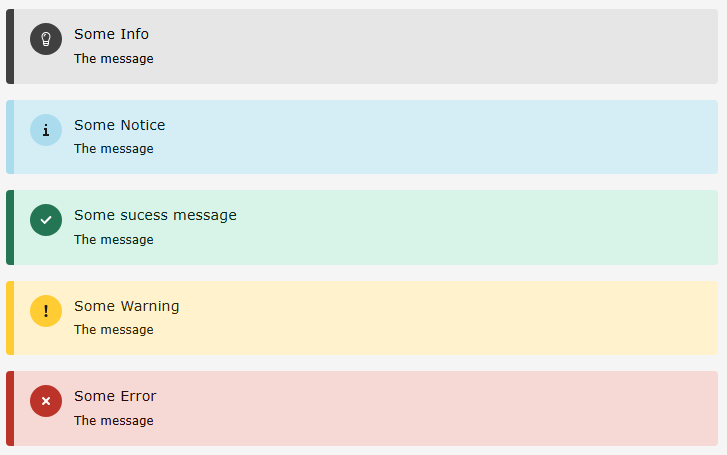 Some Info
The message
Some Notice
The message
Some sucess message
The message
Some Warning
The message
Some Error
The message